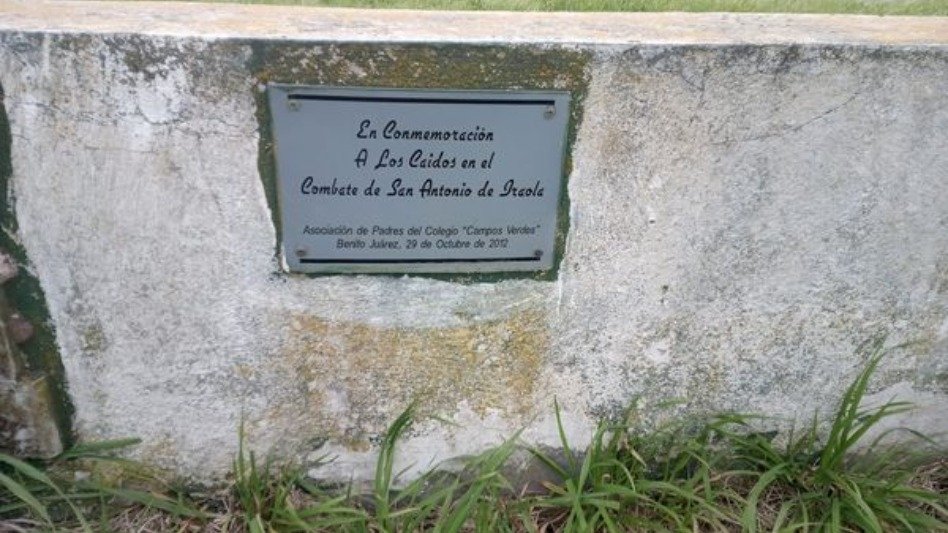 En Conmemoración
A Los Caidos en el
Combate de San Antonio de Iraola
Asociación de Padres del Colegio "Campos Verdes"
Benito Juárez, 29 de Octubre de 2012